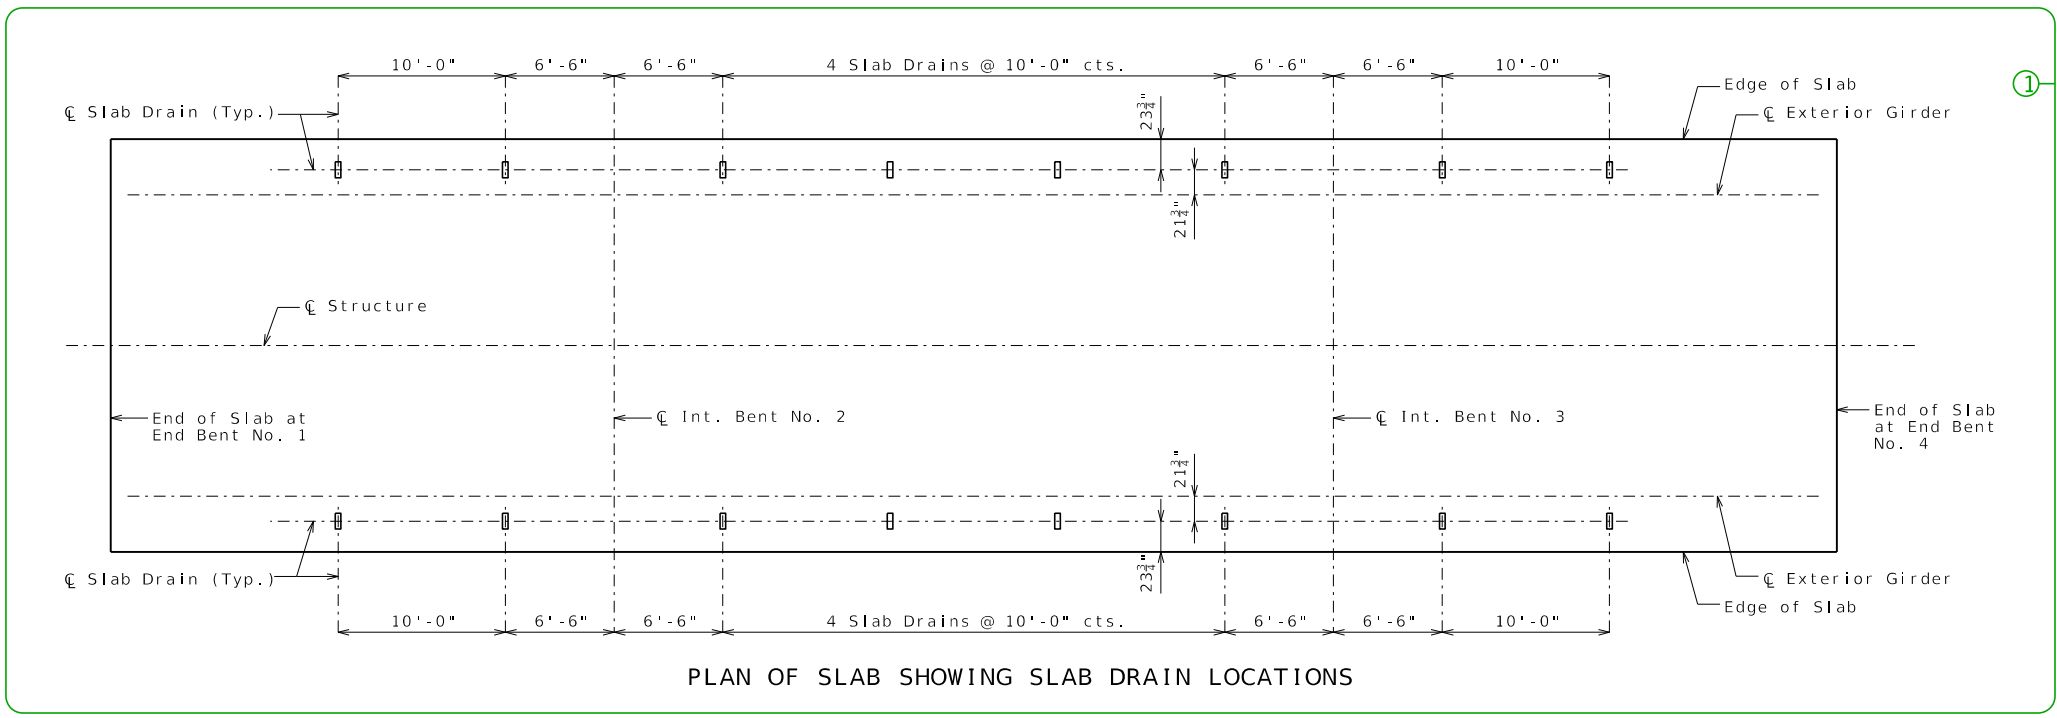 10'-0" 6'-6" 6'-6" 4 Slab Drains @ 10'-0" cts. 6'-6" 6'-6" 10'-0"
Edge of Slab
1
℄ Slab Drain (Typ.)
23¾"
℄ Exterior Girder
21¾"
℄ Structure
End of Slab at
End Bent No. 1
℄ Int. Bent No. 2
℄ Int. Bent No. 3
End of Slab
at End Bent
No. 4
21¾"
23¾"
℄ Slab Drain (Typ.)
℄ Exterior Girder
Edge of Slab
10'-0" 6'-6" 6'-6" 4 Slab Drains @ 10'-0" cts. 6'-6" 6'-6" 10'-0"
PLAN OF SLAB SHOWING SLAB DRAIN LOCATIONS